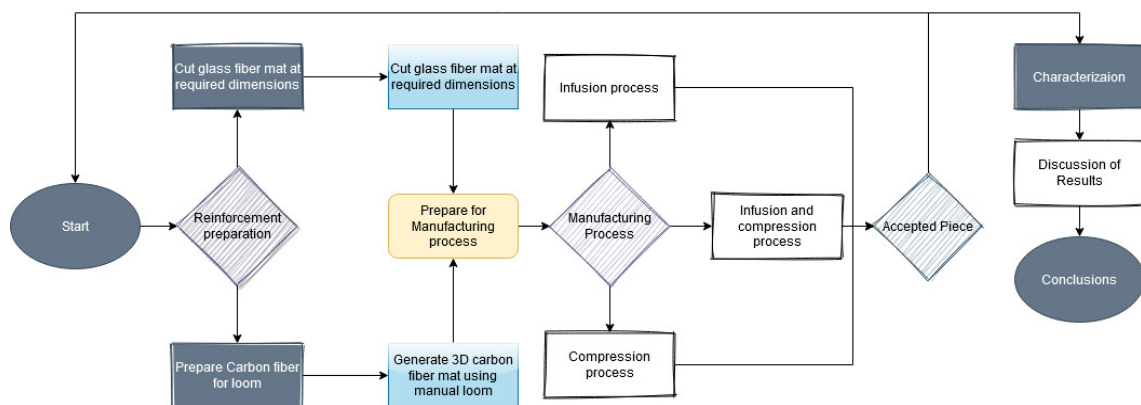 Start
Reinforcement
preparation
Cut glass fiber mat at
required dimensions
Cut glass fiber mat at
required dimensions
Prepare Carbon fiber
for loom
Generate 3D carbon
fiber mat using
manual loom
Prepare for
Manufacturing
process
Manufacturing
Process
Infusion process
Infusion and
compression
process
Compression
process
Accepted Piece
Characterizaion
Discussion of
Results
Conclusions